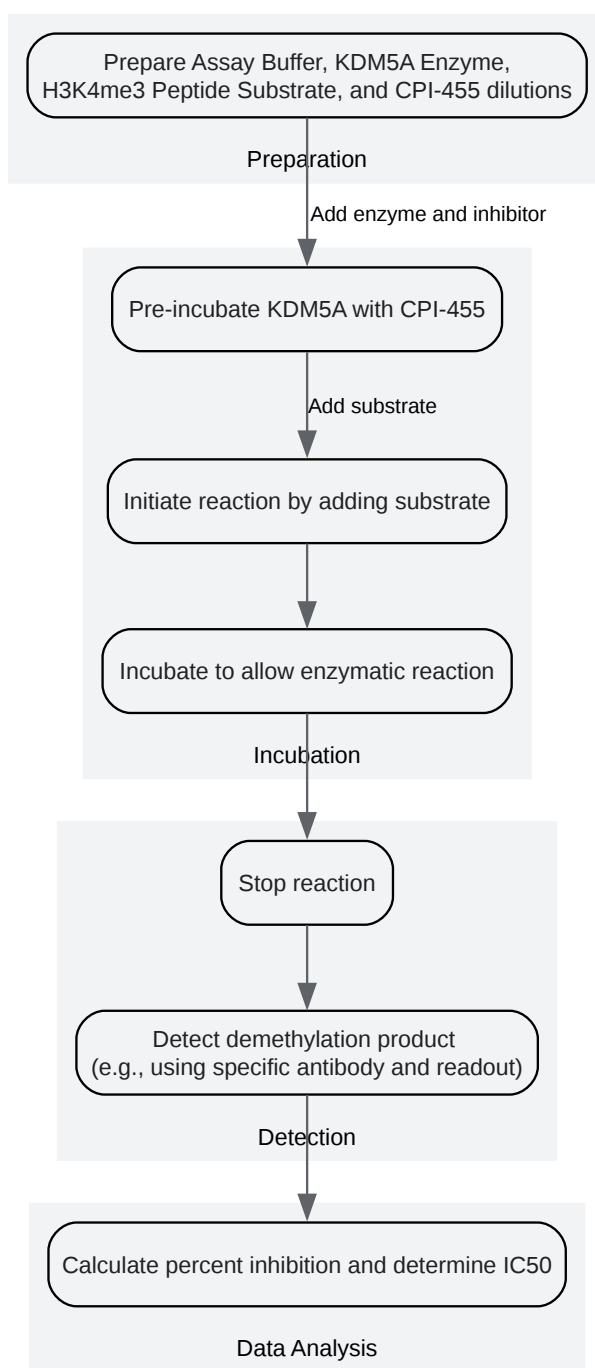 Prepare Assay Buffer, KDM5A Enzyme,
H3K4me3 Peptide Substrate, and CPI-455 dilutions
Preparation
Add enzyme and inhibitor
Pre-incubate KDM5A with CPI-455
Add substrate
Initiate reaction by adding substrate
Incubate to allow enzymatic reaction
Incubation
Stop reaction
Detect demethylation product
(e.g., using specific antibody and readout)
Detection
Calculate percent inhibition and determine IC50
Data Analysis